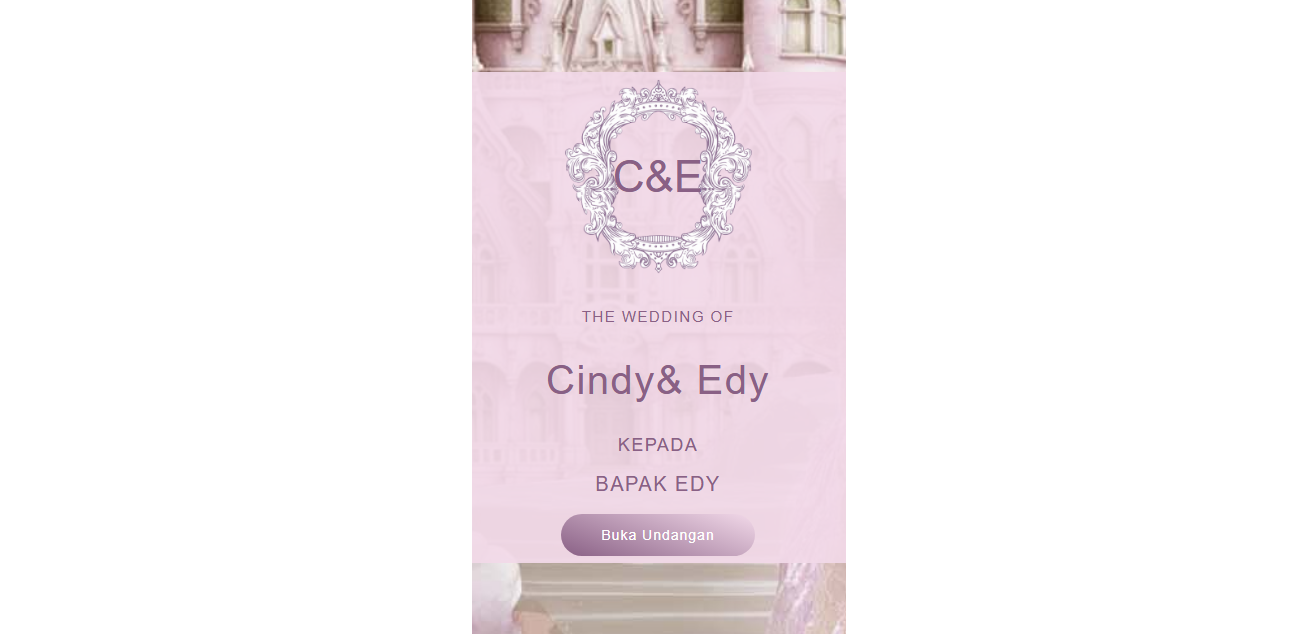 C&E
THE WEDDING OF
Cindy& Edy
KEPADA
BAPAK EDY
Buka Undangan